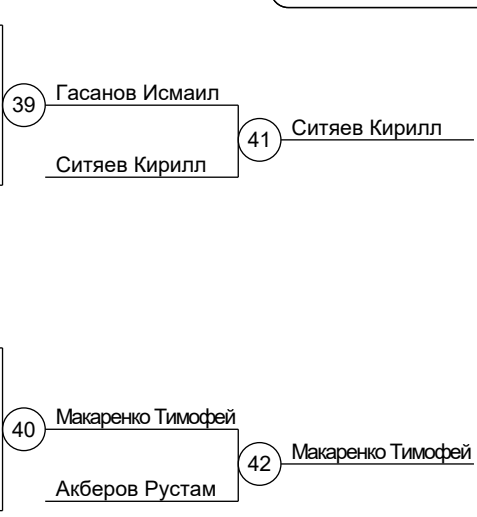 39
Гасанов Исмаил
41
Ситяев Кирилл
Ситяев Кирилл
40
Макаренко Тимофей
42
Макаренко Тимофей
Акберов Рустам